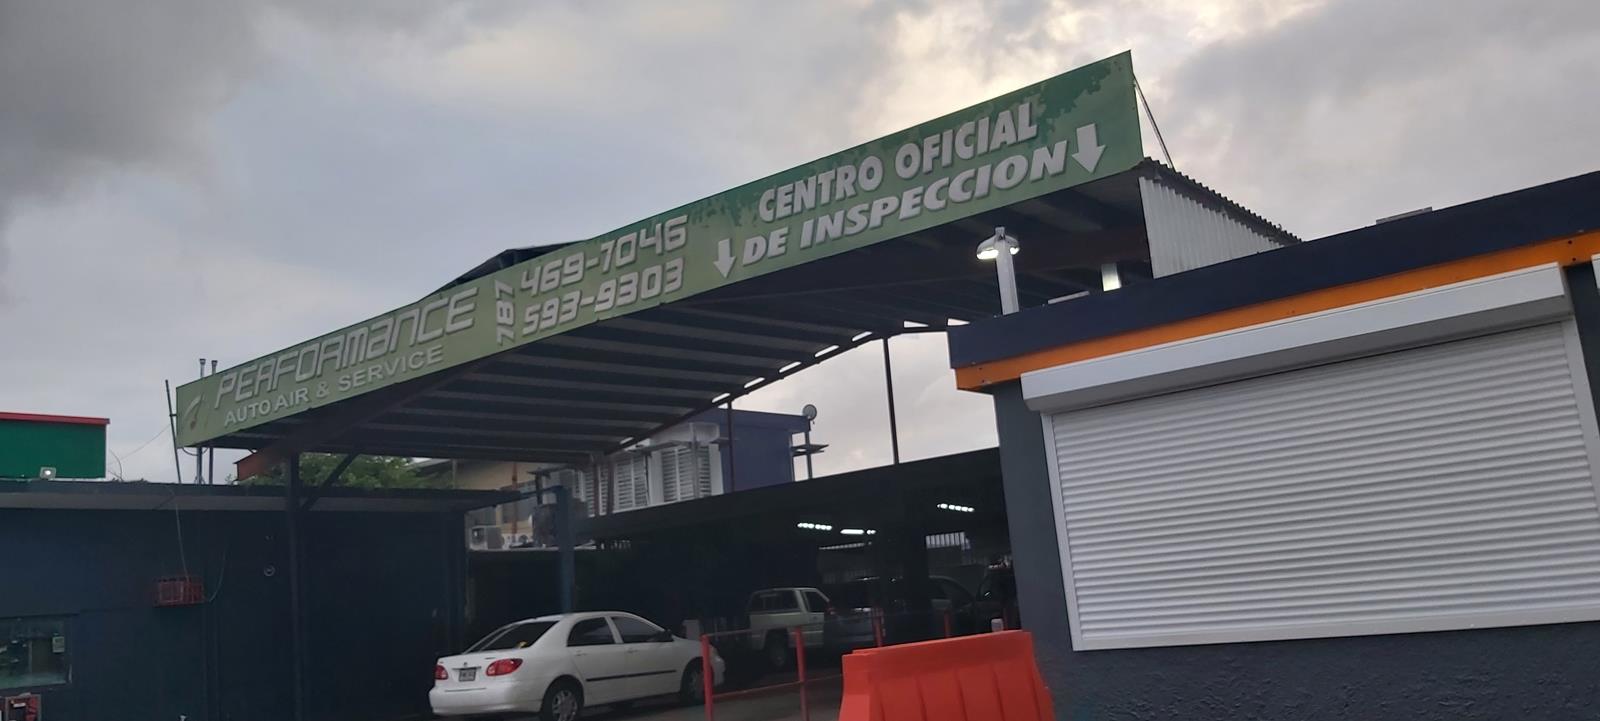 PERFORMANCE
AUTO AIR & SERVICE
787
469-7046
593-9303
CENTRO OFICIAL
DE INSPECCION